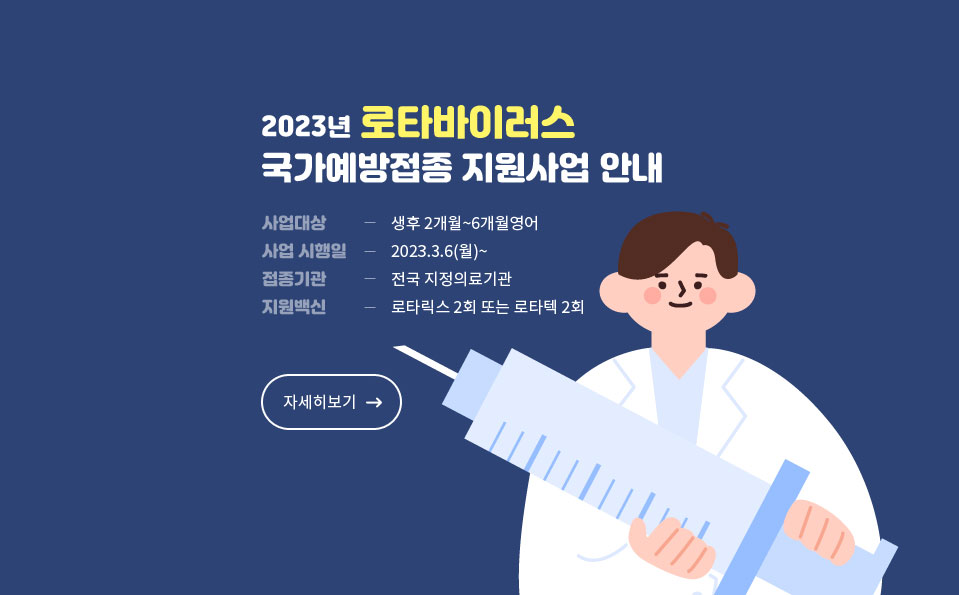 2023년 로타바이러스
국가예방접종 지원사업 안내
사업대상 — 생후 2개월~6개월영어
사업 시행일 — 2023.3.6(월)~
접종기관 — 전국 지정의료기관
지원백신 — 로타릭스 2회 또는 로타텍 2회
자세히보기 →